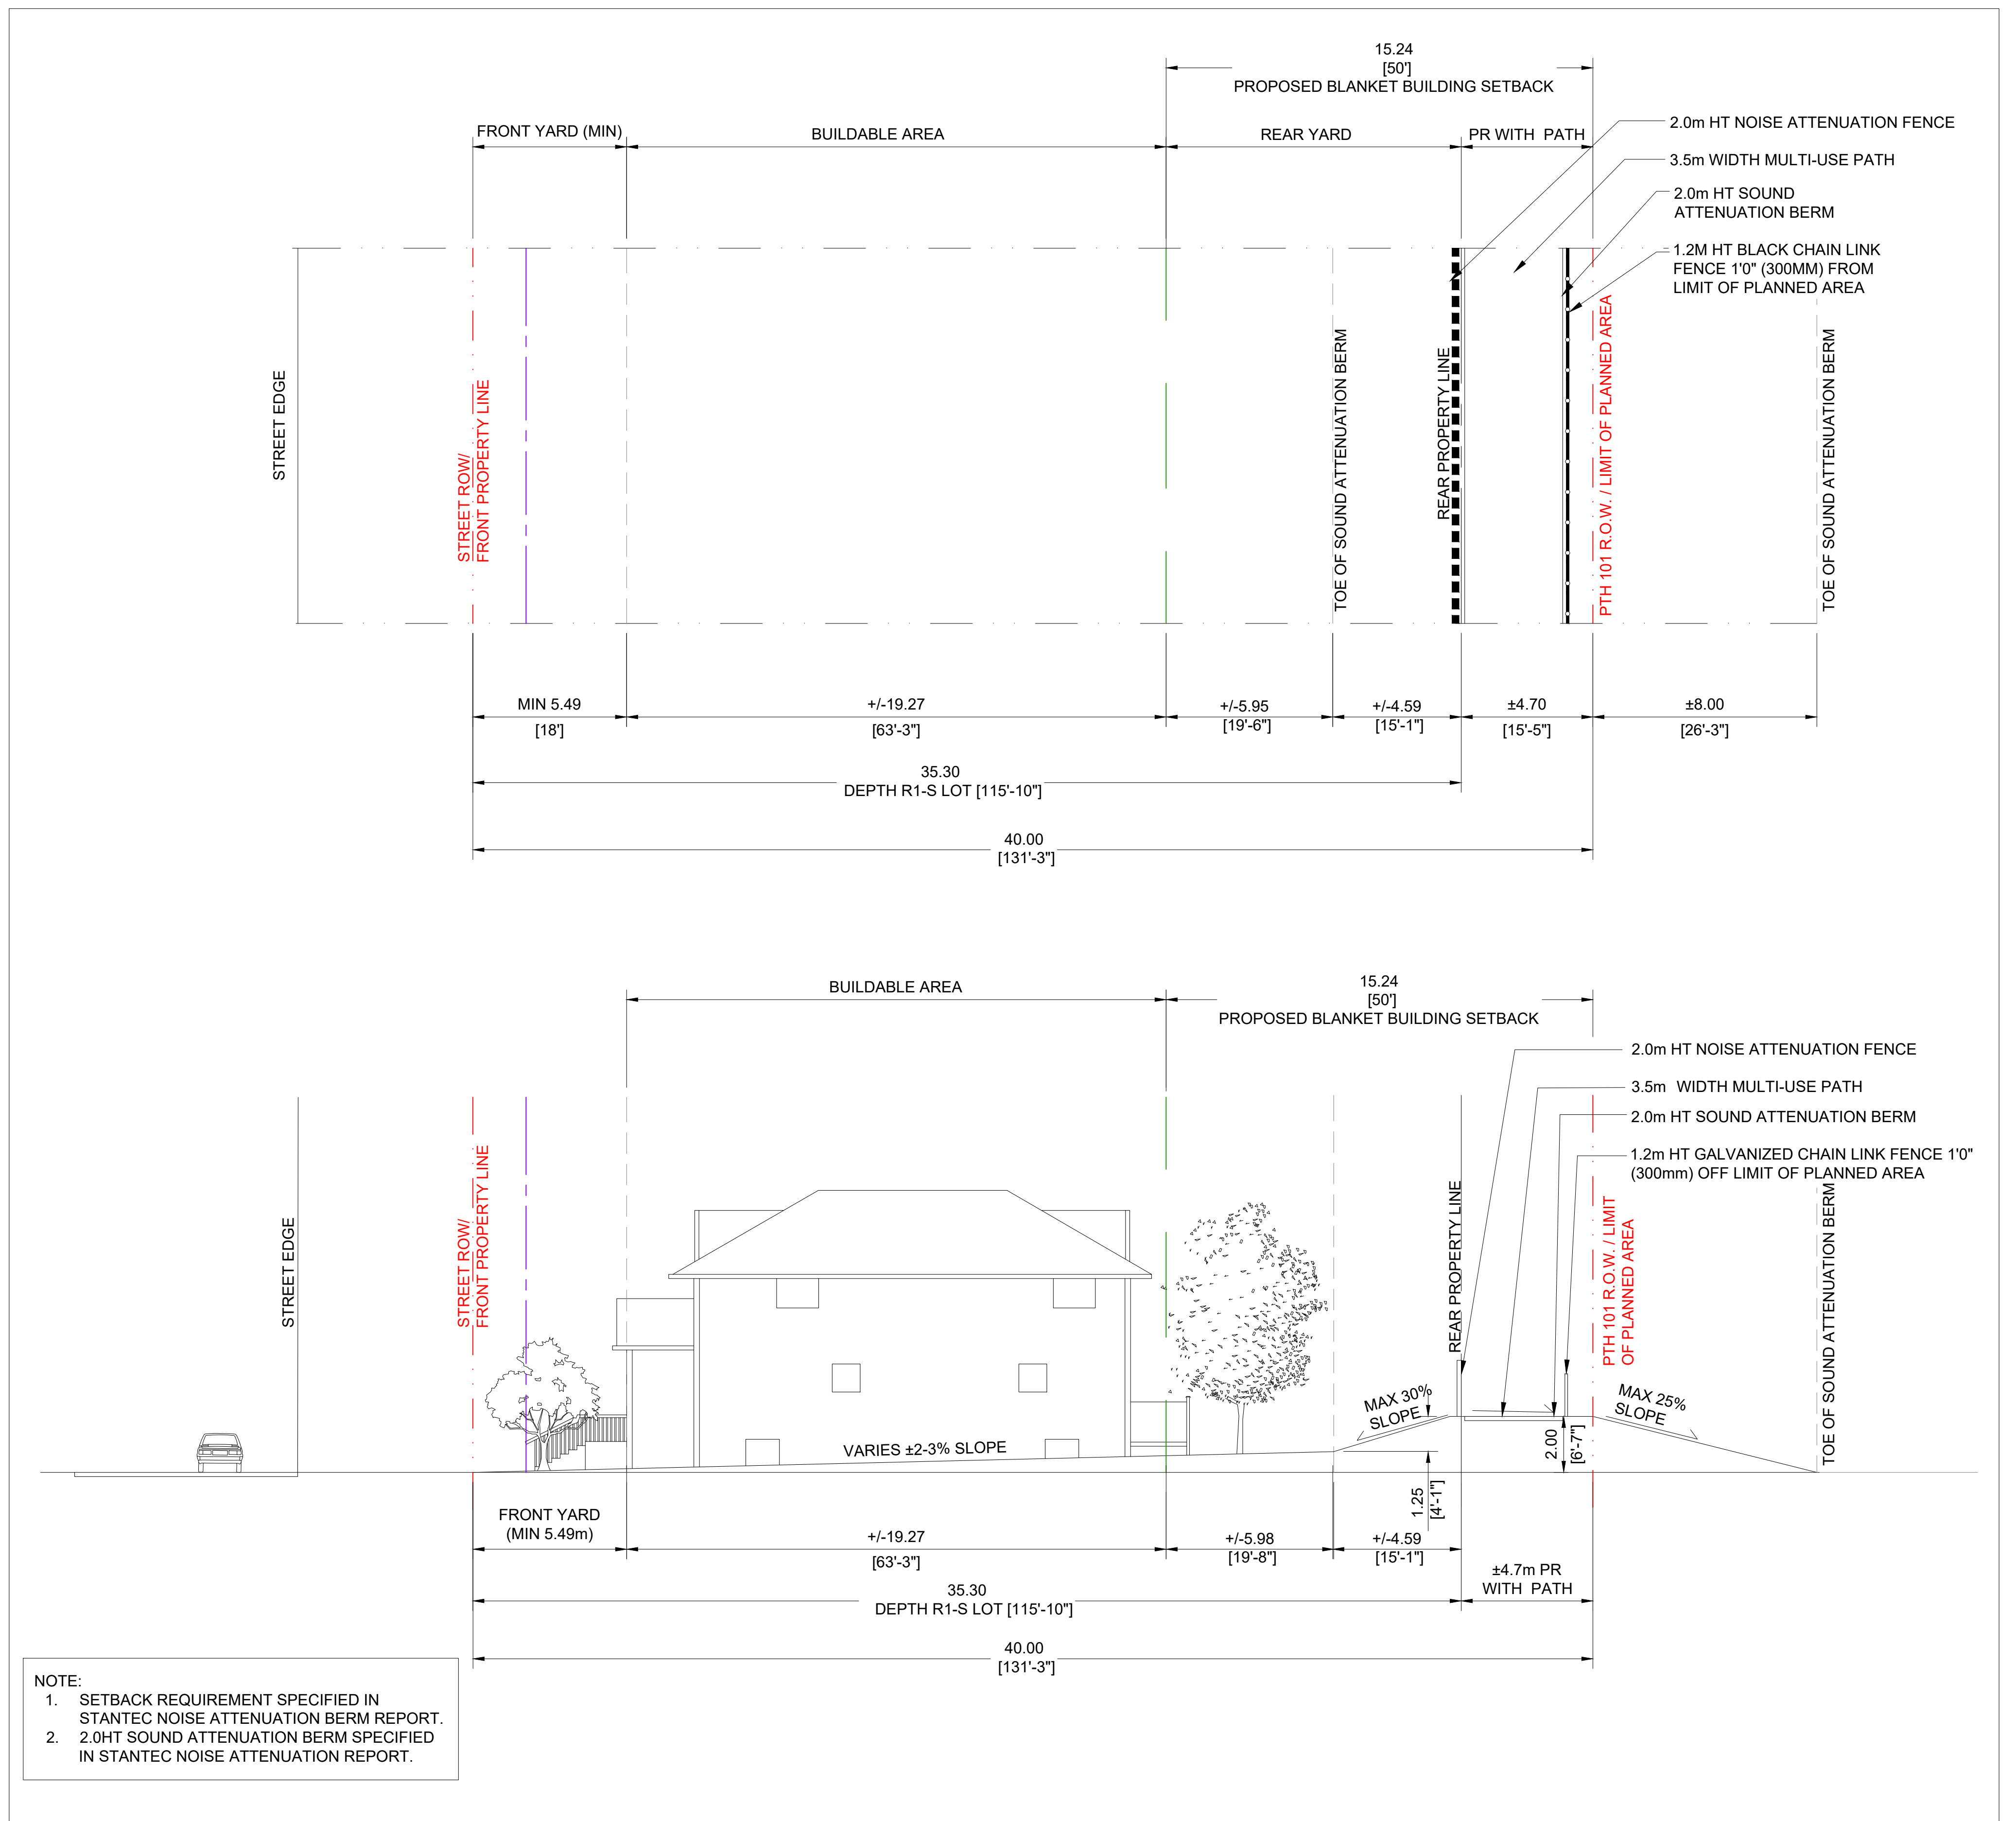 15.24
[50']
PROPOSED BLANKET BUILDING SETBACK
FRONT YARD (MIN)
BUILDABLE AREA
REAR YARD
PR WITH PATH
2.0m HT NOISE ATTENUATION FENCE
3.5m WIDTH MULTI-USE PATH
2.0m HT SOUND
ATTENUATION BERM
1.2M HT BLACK CHAIN LINK
FENCE 1'0" (300MM) FROM
LIMIT OF PLANNED AREA
STREET EDGE
STREET ROW/
FRONT PROPERTY LINE
TOE OF SOUND ATTENUATION BERM
REAR PROPERTY LINE
PTH 101 R.O.W. / LIMIT OF PLANNED AREA
TOE OF SOUND ATTENUATION BERM
MIN 5.49
[18']
+/-19.27
[63'-3"]
+/-5.95
[19'-6"]
+/-4.59
[15'-1"]
±4.70
[15'-5"]
±8.00
[26'-3"]
35.30
DEPTH R1-S LOT [115'-10"]
40.00
[131'-3"]
BUILDABLE AREA
15.24
[50']
PROPOSED BLANKET BUILDING SETBACK
2.0m HT NOISE ATTENUATION FENCE
3.5m WIDTH MULTI-USE PATH
2.0m HT SOUND ATTENUATION BERM
1.2m HT GALVANIZED CHAIN LINK FENCE 1'0"
(300mm) OFF LIMIT OF PLANNED AREA
STREET EDGE
STREET ROW/
FRONT PROPERTY LINE
REAR PROPERTY LINE
PTH 101 R.O.W. / LIMIT
OF PLANNED AREA
TOE OF SOUND ATTENUATION BERM
MAX 30%
SLOPE
MAX 25%
SLOPE
VARIES ±2-3% SLOPE
2.00
[6'-7"]
1.25
[4'-1"]
FRONT YARD
(MIN 5.49m)
+/-19.27
[63'-3"]
+/-5.98
[19'-8"]
+/-4.59
[15'-1"]
±4.7m PR
WITH PATH
35.30
DEPTH R1-S LOT [115'-10"]
40.00
[131'-3"]
NOTE:
1. SETBACK REQUIREMENT SPECIFIED IN
STANTEC NOISE ATTENUATION BERM REPORT.
2. 2.0HT SOUND ATTENUATION BERM SPECIFIED
IN STANTEC NOISE ATTENUATION REPORT.